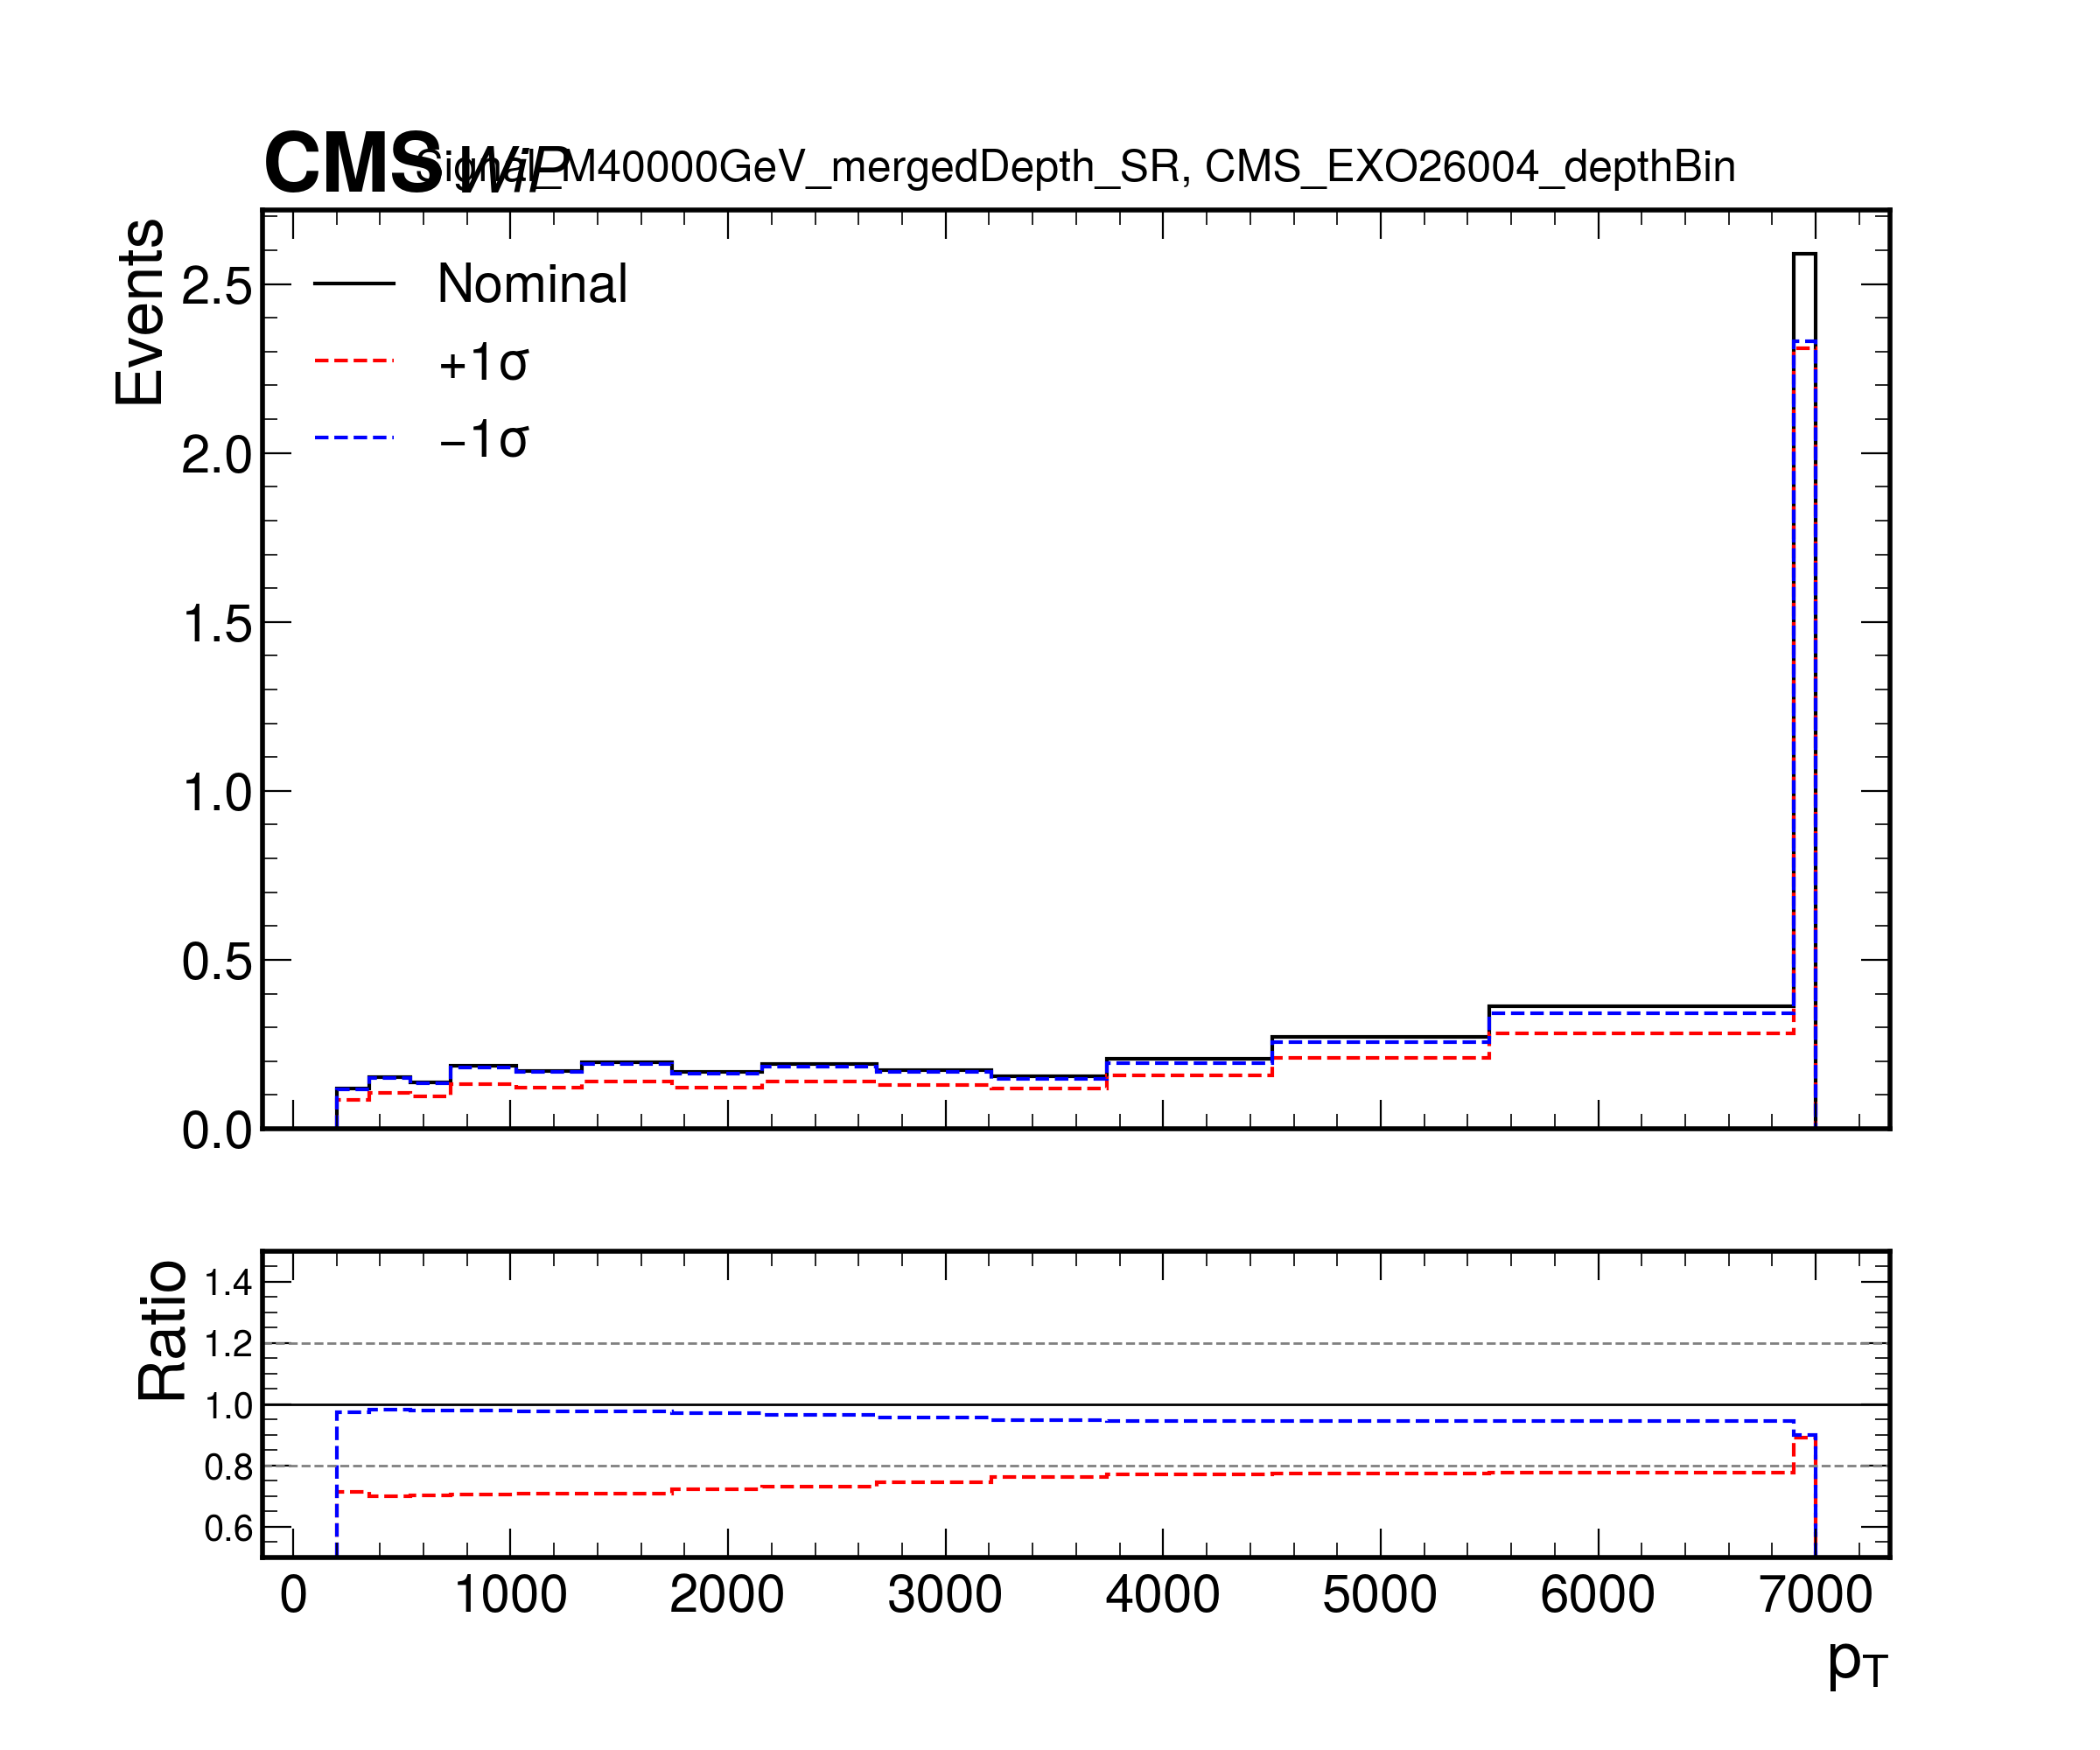 CMS WiP Signal_M40000GeV_mergedDepth_SR, CMS_EXO26004_depthBin
Events
2.5
2.0
1.5
1.0
0.5
0.0
Nominal
+1σ
−1σ
Ratio
1.4
1.2
1.0
0.8
0.6
0 1000 2000 3000 4000 5000 6000 7000
pT